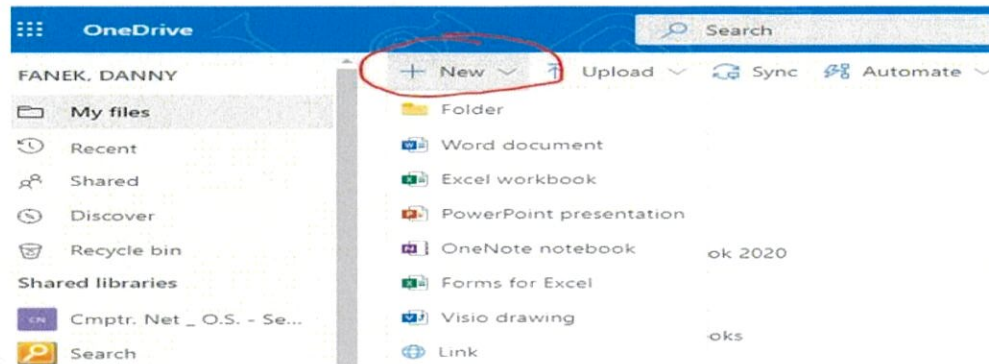 OneDrive
Search
FANEK, DANNY
My files
Recent
Shared
Discover
Recycle bin
Shared libraries
CN Cmptr. Net _ O.S. - Se...
Search
+ New
Upload
Sync
Automate
Folder
Word document
Excel workbook
PowerPoint presentation
OneNote notebook
ok 2020
Forms for Excel
Visio drawing
oks
Link